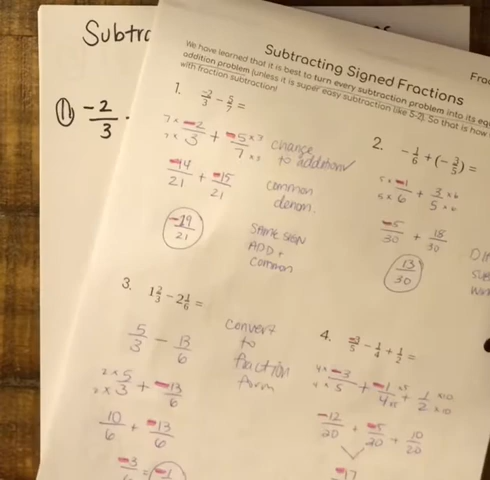 Subtra
① -2/3 -
Subtracting Signed Fractions
Frac
We have learned that it is best to turn every subtraction problem into its equ
addition problem (unless it is super easy subtraction like 5-2). So that is how
with fraction subtraction!
1. -2/3 - 5/7 =
7× -2/7× 3 + -5×3/7×3
change to addition
-14/21 + -15/21
common denom.
-19/21
SAME SIGN
ADD +
Common
2. -1/6 + (-3/5) =
5× -1/5× 6 + 3×6/5×6
-5/30 + 18/30
13/30
3. 1 2/3 - 2 1/6 =
5/3 - 13/6
convert
to
fraction
form
2×5/2×3 + -13/6
10/6 + -13/6
-3/6 = -1
4. -3/5 - 1/4 + 1/2 =
4× -3/4× 5 + -1×5/4×5 + 1×10/2×10
-12/20 + -5/20 + 10/20
-17